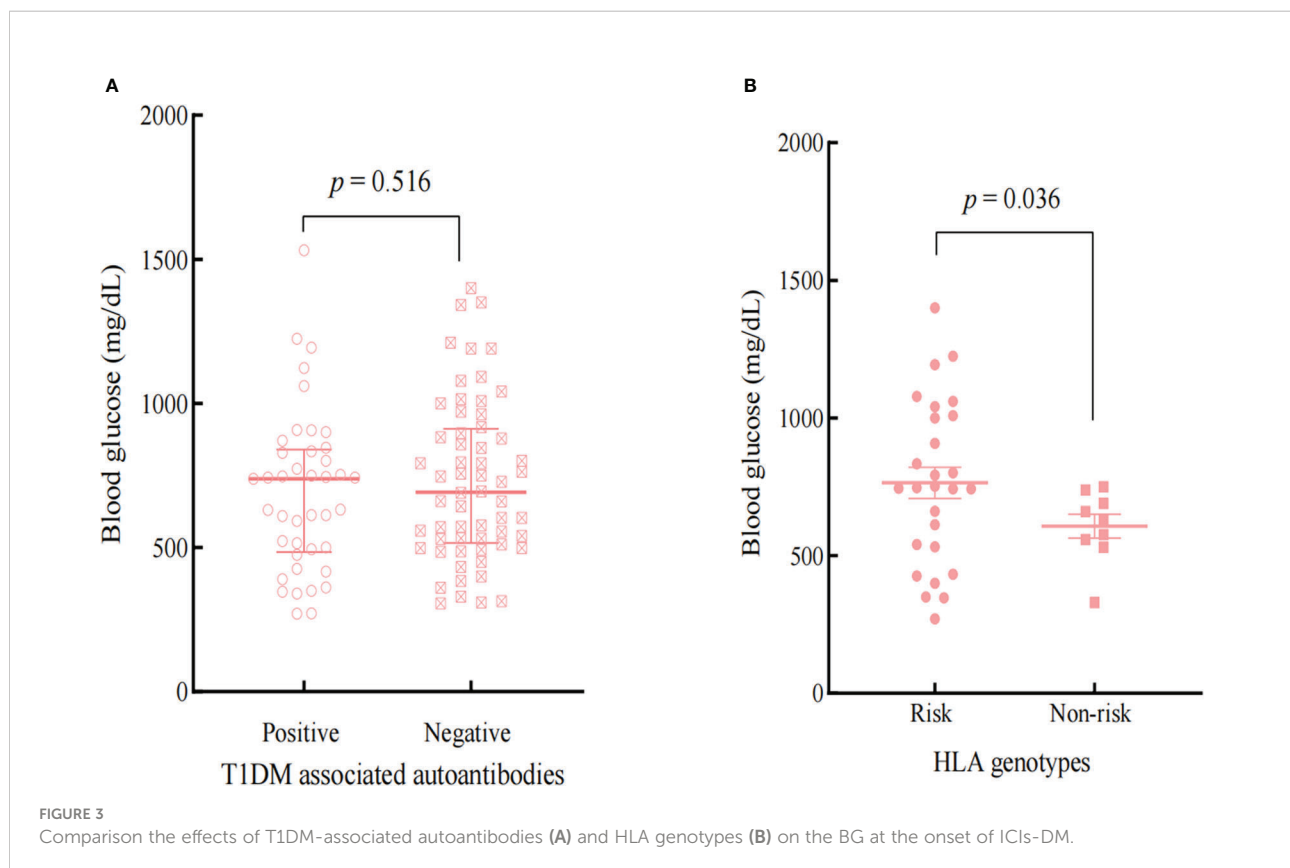 A
2000
1500
1000
500
0
Blood glucose (mg/dL)
p = 0.516
Positive
Negative
T1DM associated autoantibodies
B
2000
1500
1000
500
0
Blood glucose (mg/dL)
p = 0.036
Risk
Non-risk
HLA genotypes
FIGURE 3
Comparison the effects of T1DM-associated autoantibodies (A) and HLA genotypes (B) on the BG at the onset of ICIs-DM.